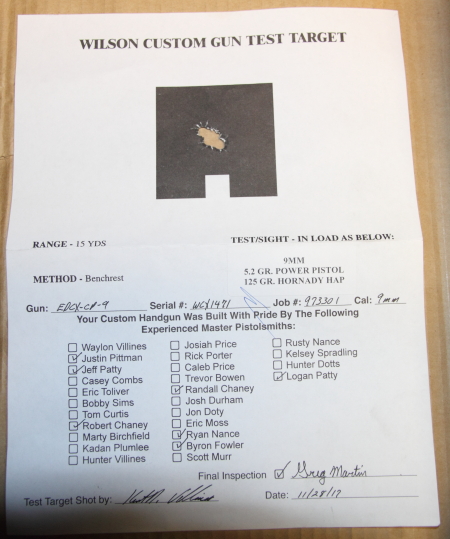 WILSON CUSTOM GUN TEST TARGET
RANGE - 15 YDS
TEST/SIGHT - IN LOAD AS BELOW:
9MM
5.2 GR. POWER PISTOL
125 GR. HORNADY HAP
METHOD - Benchrest
Gun: EDCX-CP-9 Serial #: WCX1471 Job #: 973301 Cal: 9mm
Your Custom Handgun Was Built With Pride By The Following
Experienced Master Pistolsmiths:
Waylon Villines
Justin Pittman
Jeff Patty
Casey Combs
Eric Toliver
Bobby Sims
Tom Curtis
Robert Chaney
Marty Birchfield
Kadan Plumlee
Hunter Villines
Josiah Price
Rick Porter
Caleb Price
Trevor Bowen
Randall Chaney
Josh Durham
Jon Doty
Eric Moss
Ryan Nance
Byron Fowler
Scott Murr
Rusty Nance
Kelsey Spradling
Hunter Dotts
Logan Patty
Final Inspection Greg Martin
Test Target Shot by:
Date: 11/28/17